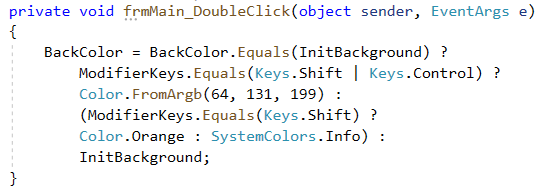 private void frmMain_DoubleClick(object sender, EventArgs e)
{
BackColor = BackColor.Equals(InitBackground) ?
ModifierKeys.Equals(Keys.Shift | Keys.Control) ?
Color.FromArgb(64, 131, 199) :
(ModifierKeys.Equals(Keys.Shift) ?
Color.Orange : SystemColors.Info) :
InitBackground;
}